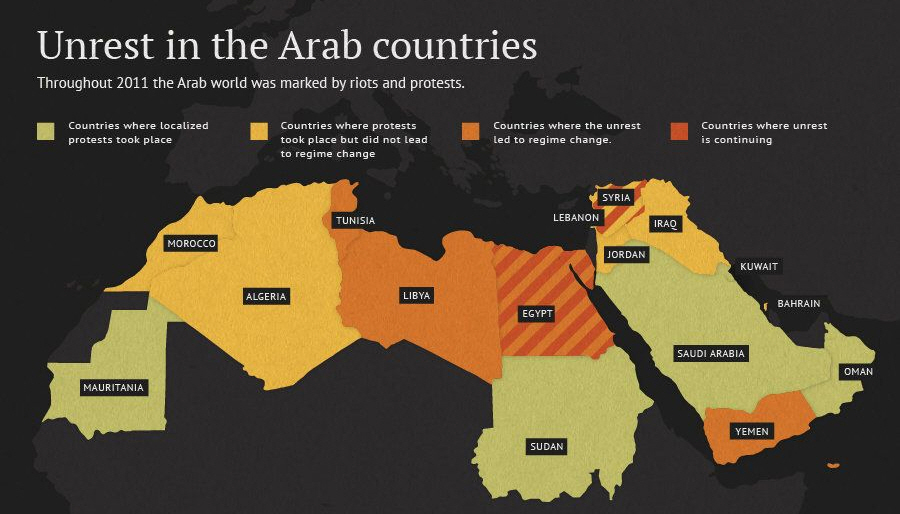 Unrest in the Arab countries
Throughout 2011 the Arab world was marked by riots and protests.
Countries where localized
protests took place
Countries where protests
took place but did not lead
to regime change
Countries where the unrest
led to regime change.
Countries where unrest
is continuing
SYRIA
LEBANON
TUNISIA
IRAQ
MOROCCO
JORDAN
KUWAIT
ALGERIA
LIBYA
BAHRAIN
EGYPT
SAUDI ARABIA
OMAN
MAURITANIA
YEMEN
SUDAN